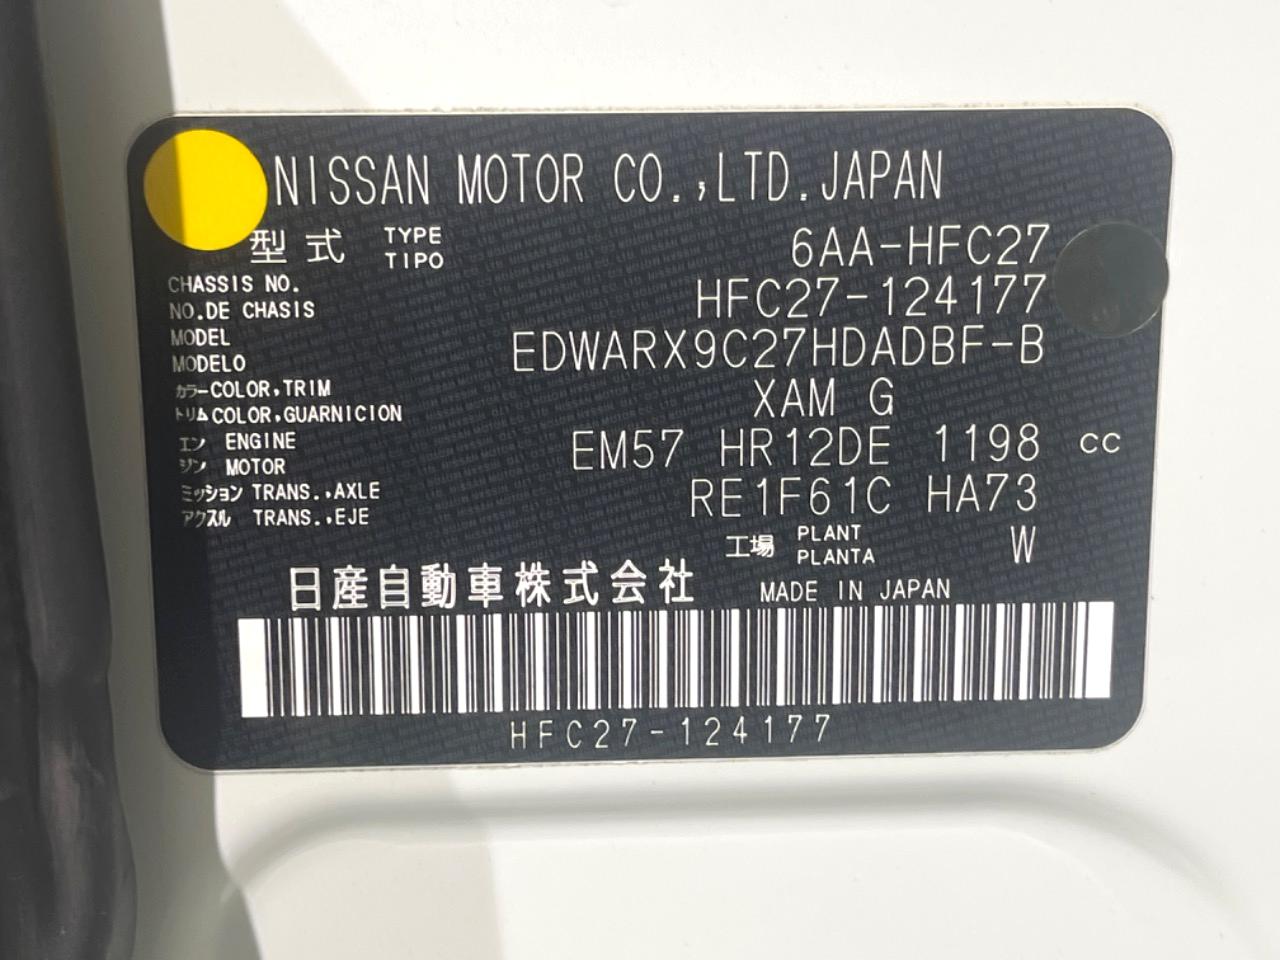 NISSAN MOTOR CO.,LTD.JAPAN
型式 TYPE TIPO 6AA-HFC27
CHASSIS NO.
NO.DE CHASIS HFC27-124177
MODEL
MODELO EDWARX9C27HDADBF-B
カラー COLOR,TRIM
トリム COLOR,GUARNICION XAM G
エン ENGINE
ジン MOTOR EM57 HR12DE 1198 CC
ミッション TRANS.,AXLE
アクスル TRANS.,EJE RE1F61C HA73
工場 PLANT PLANTA W
日産自動車株式会社 MADE IN JAPAN
HFC27-124177